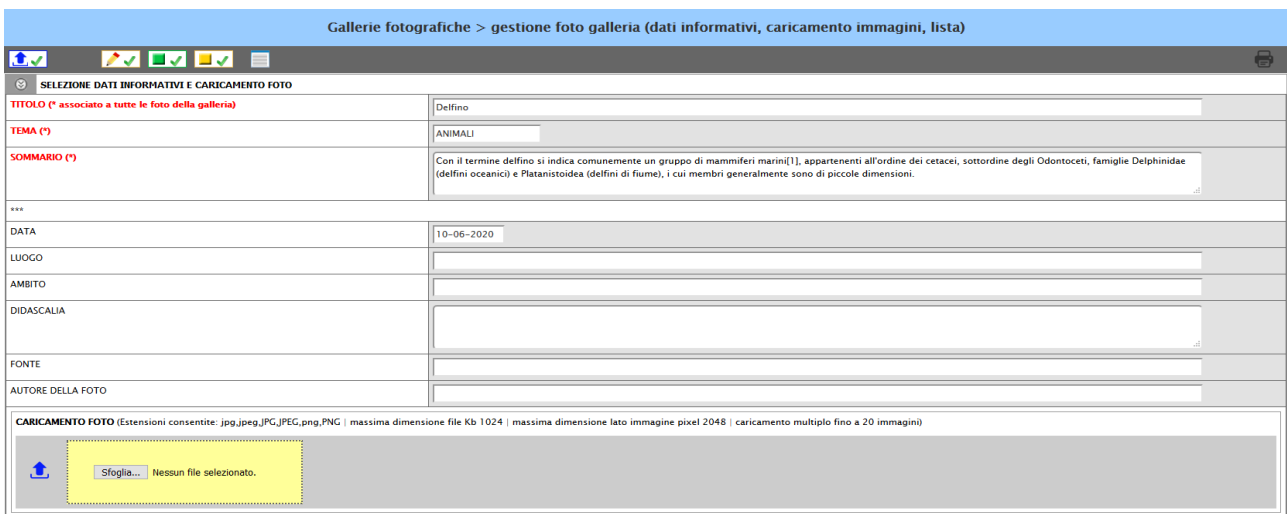 Gallerie fotografiche > gestione foto galleria (dati informativi, caricamento immagini, lista)
SELEZIONE DATI INFORMATIVI E CARICAMENTO FOTO
TITOLO (* associato a tutte le foto della galleria)
Delfino
TEMA (*)
ANIMALI
SOMMARIO (*)
Con il termine delfino si indica comunemente un gruppo di mammiferi marini[1], appartenenti all'ordine dei cetacei, sottordine degli Odontoceti, famiglie Delphinidae
(delfini oceanici) e Platanistoidea (delfini di fiume), i cui membri generalmente sono di piccole dimensioni.
***
DATA
10-06-2020
LUOGO
AMBITO
DIDASCALIA
FONTE
AUTORE DELLA FOTO
CARICAMENTO FOTO (Estensioni consentite: jpg,jpeg,JPG,JPEG,png,PNG | massima dimensione file Kb 1024 | massima dimensione lato immagine pixel 2048 | caricamento multiplo fino a 20 immagini)
Sfoglia... Nessun file selezionato.